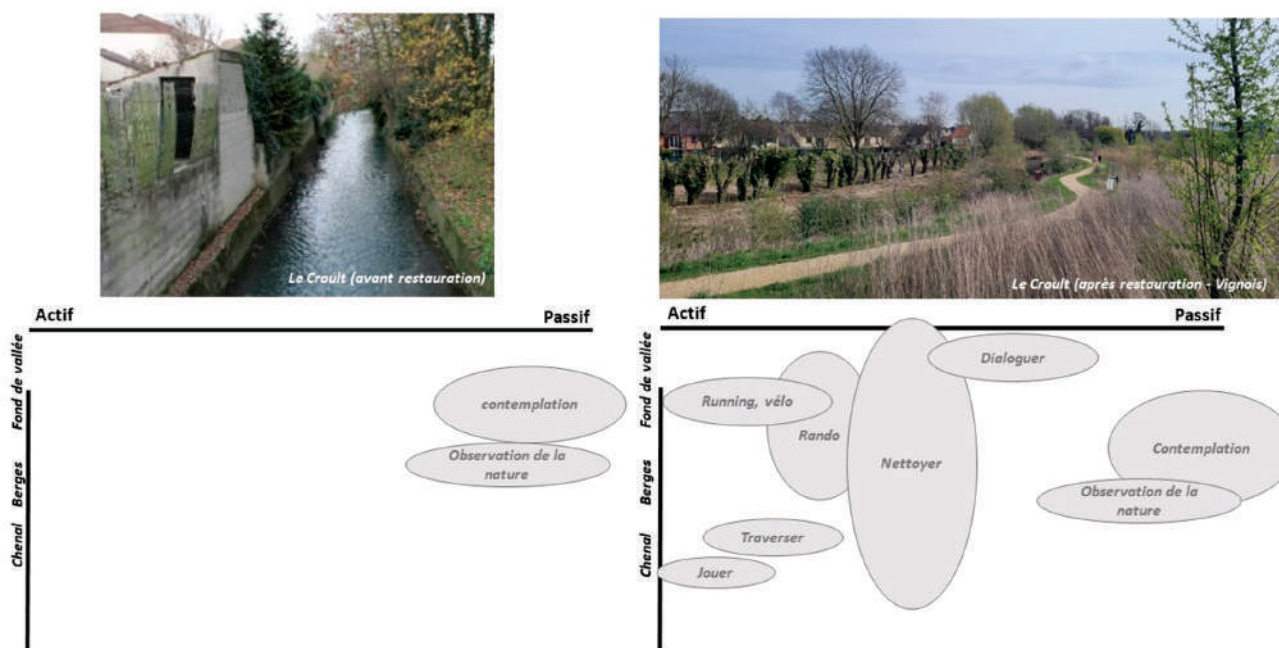 Le Croult (avant restauration)
Le Croult (après restauration - Vignois)
Actif
Passif
Fond de vallée
Berges
Chenal
contemplation
Observation de la
nature
Actif
Passif
Fond de vallée
Berges
Chenal
Dialoguer
Running, vélo
Rando
Nettoyer
Contemplation
Observation de la
nature
Traverser
Jouer